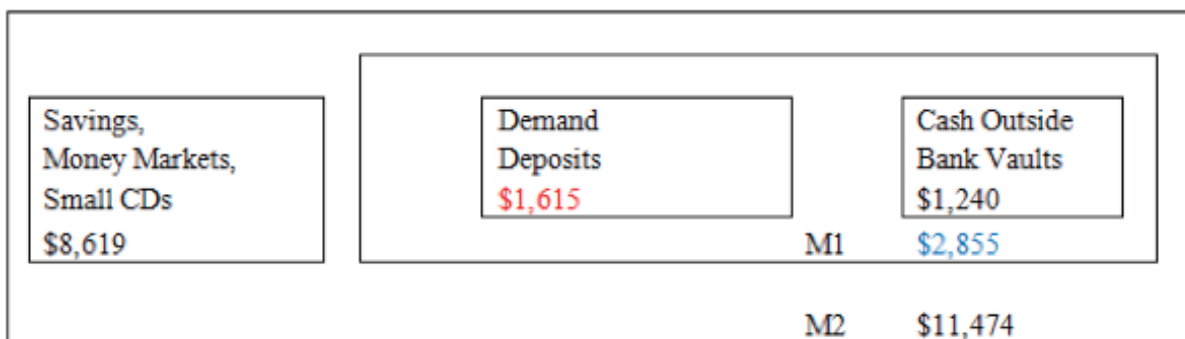 Savings,
Money Markets,
Small CDs
$8,619
Demand
Deposits
$1,615
Cash Outside
Bank Vaults
$1,240
M1 $2,855
M2 $11,474